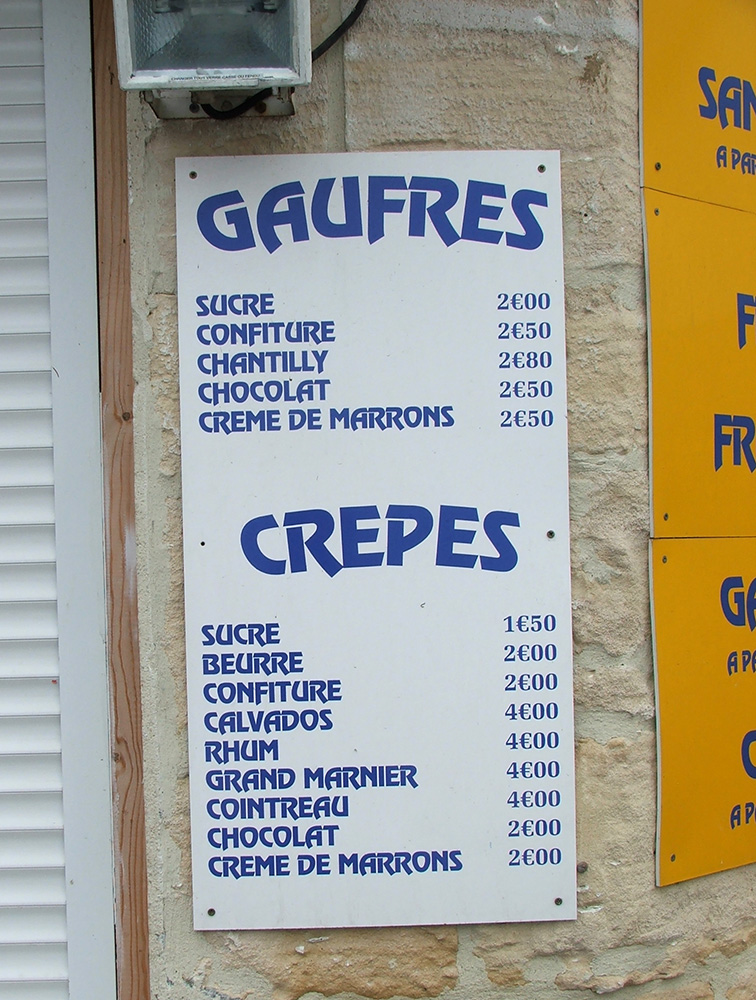 GAUFRES
SUCRE 2€00
CONFITURE 2€50
CHANTILLY 2€80
CHOCOLAT 2€50
CREME DE MARRONS 2€50
CREPES
SUCRE 1€50
BEURRE 2€00
CONFITURE 2€00
CALVADOS 4€00
RHUM 4€00
GRAND MARNIER 4€00
COINTREAU 4€00
CHOCOLAT 2€00
CREME DE MARRONS 2€00